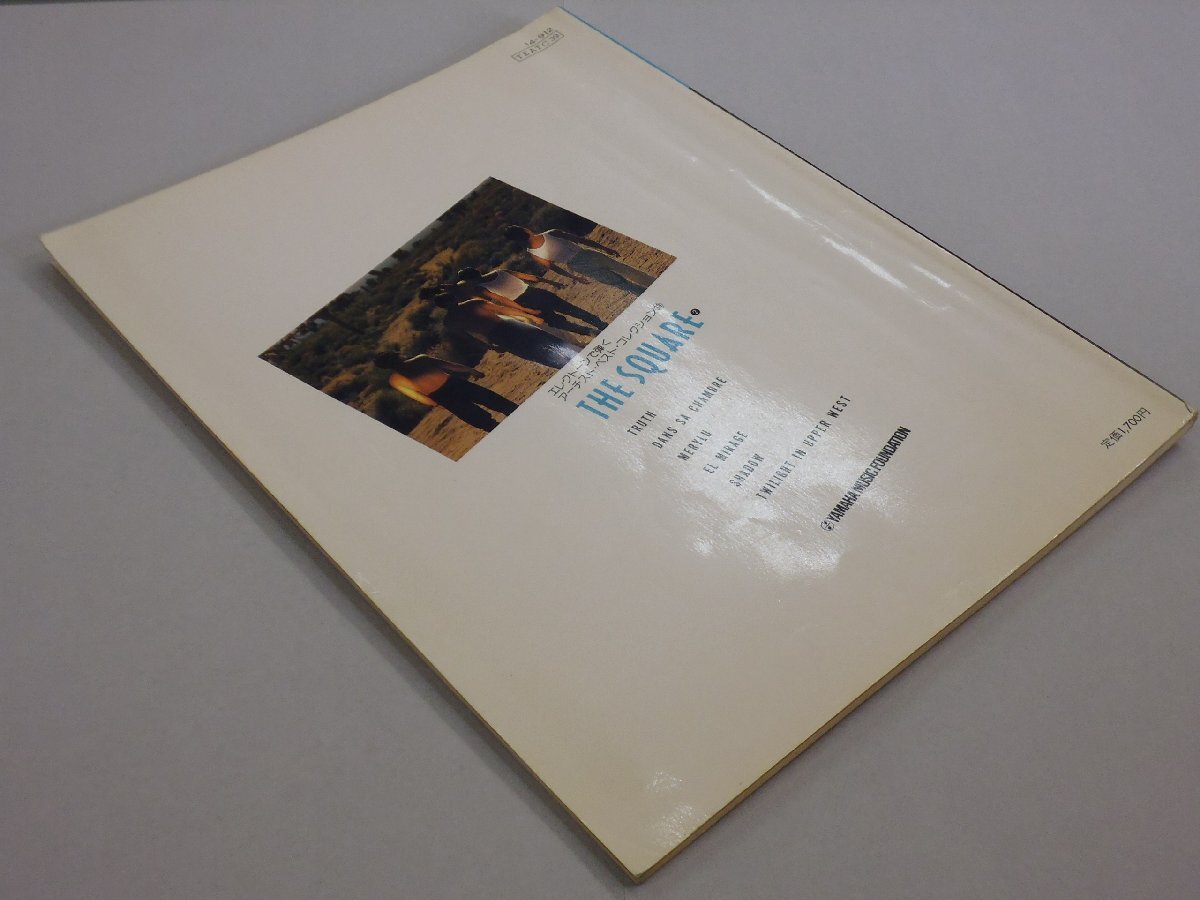 エレクトーンで弾く
アーチスト・ベスト・コレクション
THE SQUARE 2
TRUTH
DANS SA CHAMBRE
MERYLU
EL MIRAGE
SHADOW
TWILIGHT IN UPPER WEST
YAMAHA MUSIC FOUNDATION
定価1,700円